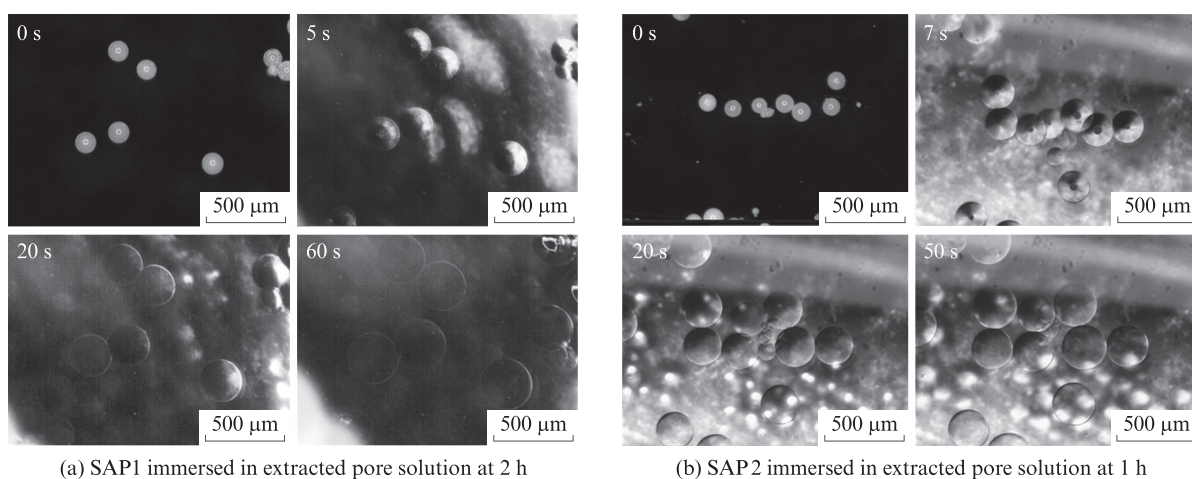 0 s
500 μm
5 s
500 μm
0 s
500 μm
7 s
500 μm
20 s
500 μm
60 s
500 μm
20 s
500 μm
50 s
500 μm
(a) SAP1 immersed in extracted pore solution at 2 h
(b) SAP2 immersed in extracted pore solution at 1 h